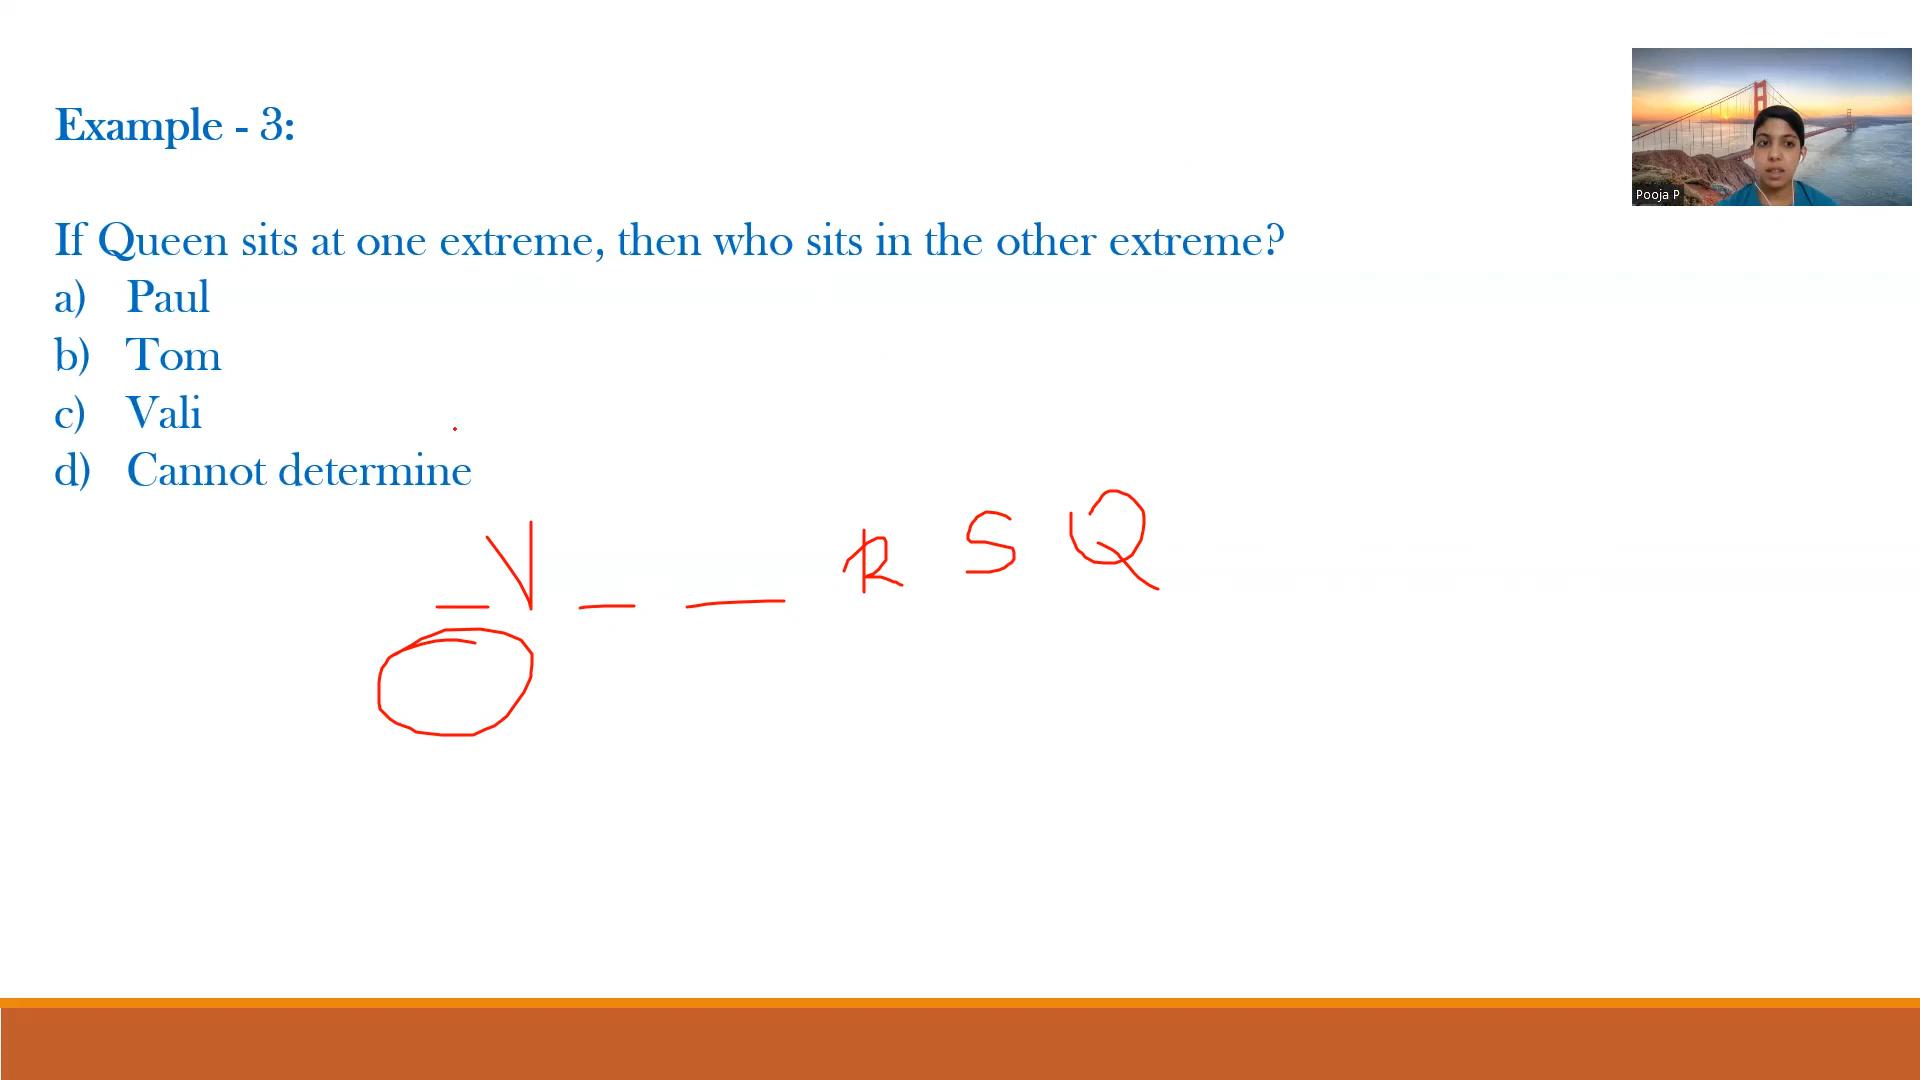 Example - 3:
Pooja P
If Queen sits at one extreme, then who sits in the other extreme?
a) Paul
b) Tom
c) Vali
d) Cannot determine
_ V _ _ R S Q